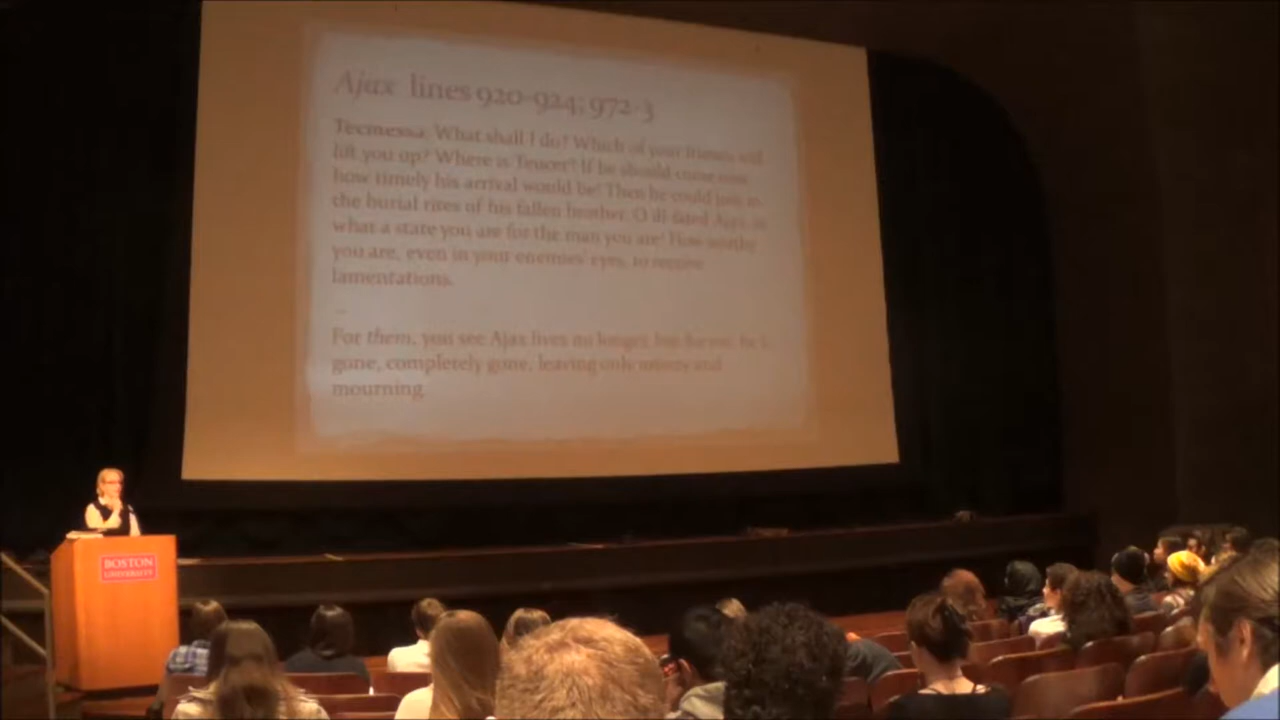 Ajax lines 920-924; 972-3
Tecmessa: What shall I do? Which of your friends will
lift you up? Where is Teucer? If he should come now,
how timely his arrival would be! Then he could join in
the burial rites of his fallen brother. O ill-fated Ajax, in
what a state you are for the man you are! How worthy
you are, even in your enemies' eyes, to receive
lamentations.
...
For them, you see Ajax lives no longer, but for me, he is
gone, completely gone, leaving only misery and
mourning.
BOSTON
UNIVERSITY